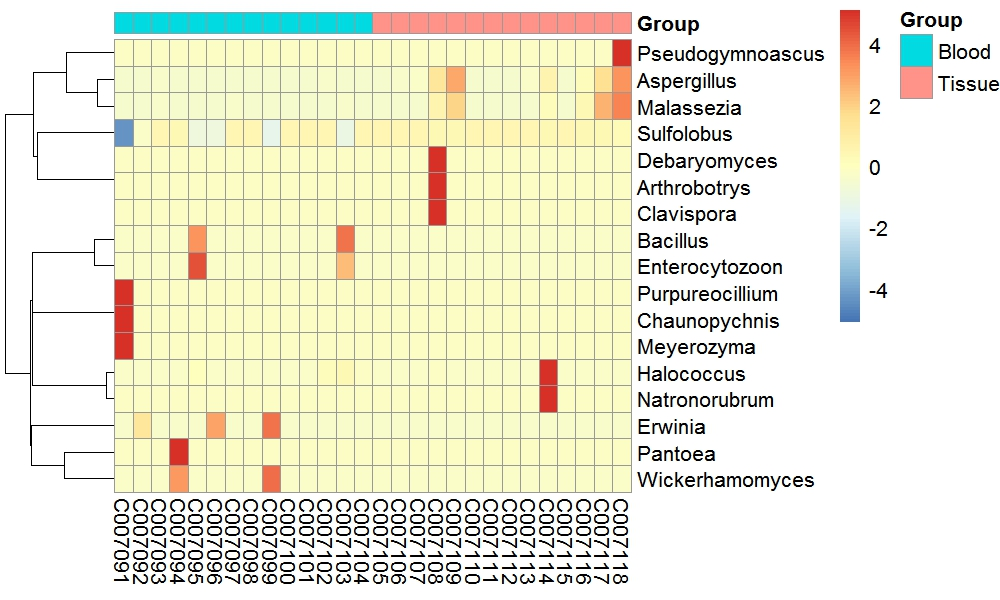 Group
Pseudogymnoascus
Aspergillus
Malassezia
Sulfolobus
Debaryomyces
Arthrobotrys
Clavispora
Bacillus
Enterocytozoon
Purpureocillium
Chaunopychnis
Meyerozyma
Halococcus
Natronorubrum
Erwinia
Pantoea
Wickerhamomyces
C007091
C007092
C007093
C007094
C007095
C007096
C007097
C007098
C007099
C007100
C007101
C007102
C007103
C007104
C007105
C007106
C007107
C007108
C007109
C007110
C007111
C007112
C007113
C007114
C007115
C007116
C007117
C007118
4
2
0
-2
-4
Group
Blood
Tissue